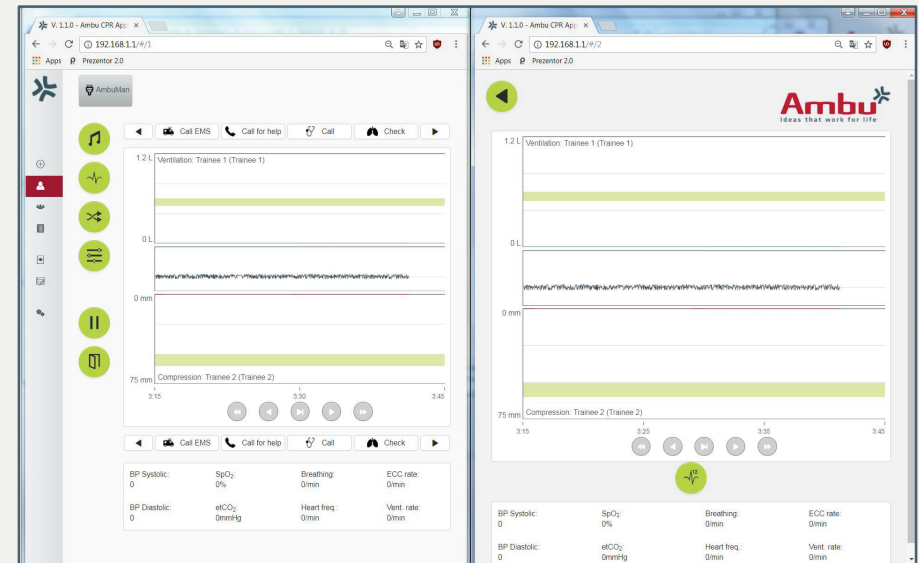 V. 1.1.0 - Ambu CPR App
192.168.1.1/#/1
Apps Prezentor 2.0
AmbuMan
Call EMS Call for help Call Check
1.2 L Ventilation: Trainee 1 (Trainee 1)
0 L
0 mm
75 mm Compression: Trainee 2 (Trainee 2)
3:15 3:30 3:45
Call EMS Call for help Call Check
BP Systolic: SpO₂: Breathing: ECC rate:
0 0% 0/min 0/min
BP Diastolic: etCO₂: Heart freq.: Vent. rate:
0 0mmHg 0/min 0/min
V. 1.1.0 - Ambu CPR App
192.168.1.1/#/2
Apps Prezentor 2.0
Ambu
Ideas that work for life
1.2 L Ventilation: Trainee 1 (Trainee 1)
0 L
0 mm
75 mm Compression: Trainee 2 (Trainee 2)
3:15 3:25 3:35 3:45
12
BP Systolic: SpO₂: Breathing: ECC rate:
0 0% 0/min 0/min
BP Diastolic: etCO₂: Heart freq.: Vent. rate:
0 0mmHg 0/min 0/min